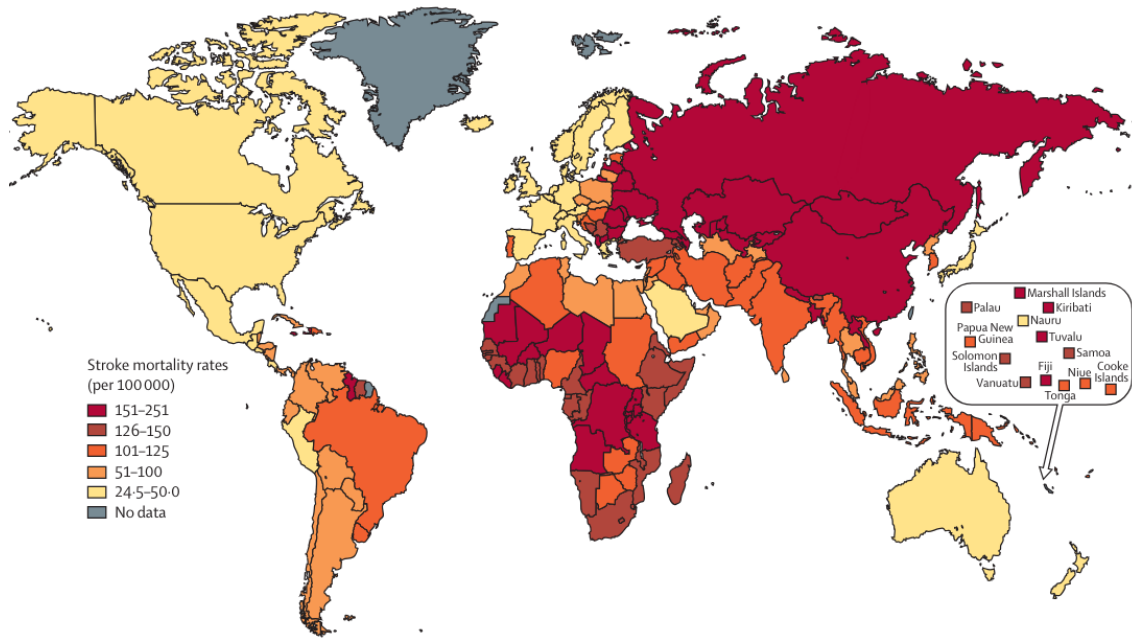 Stroke mortality rates
(per 100 000)
151–251
126–150
101–125
51–100
24·5–50·0
No data
Marshall Islands
Palau
Kiribati
Nauru
Papua New
Guinea
Tuvalu
Solomon
Islands
Samoa
Vanuatu
Fiji
Tonga
Niue
Cooke
Islands